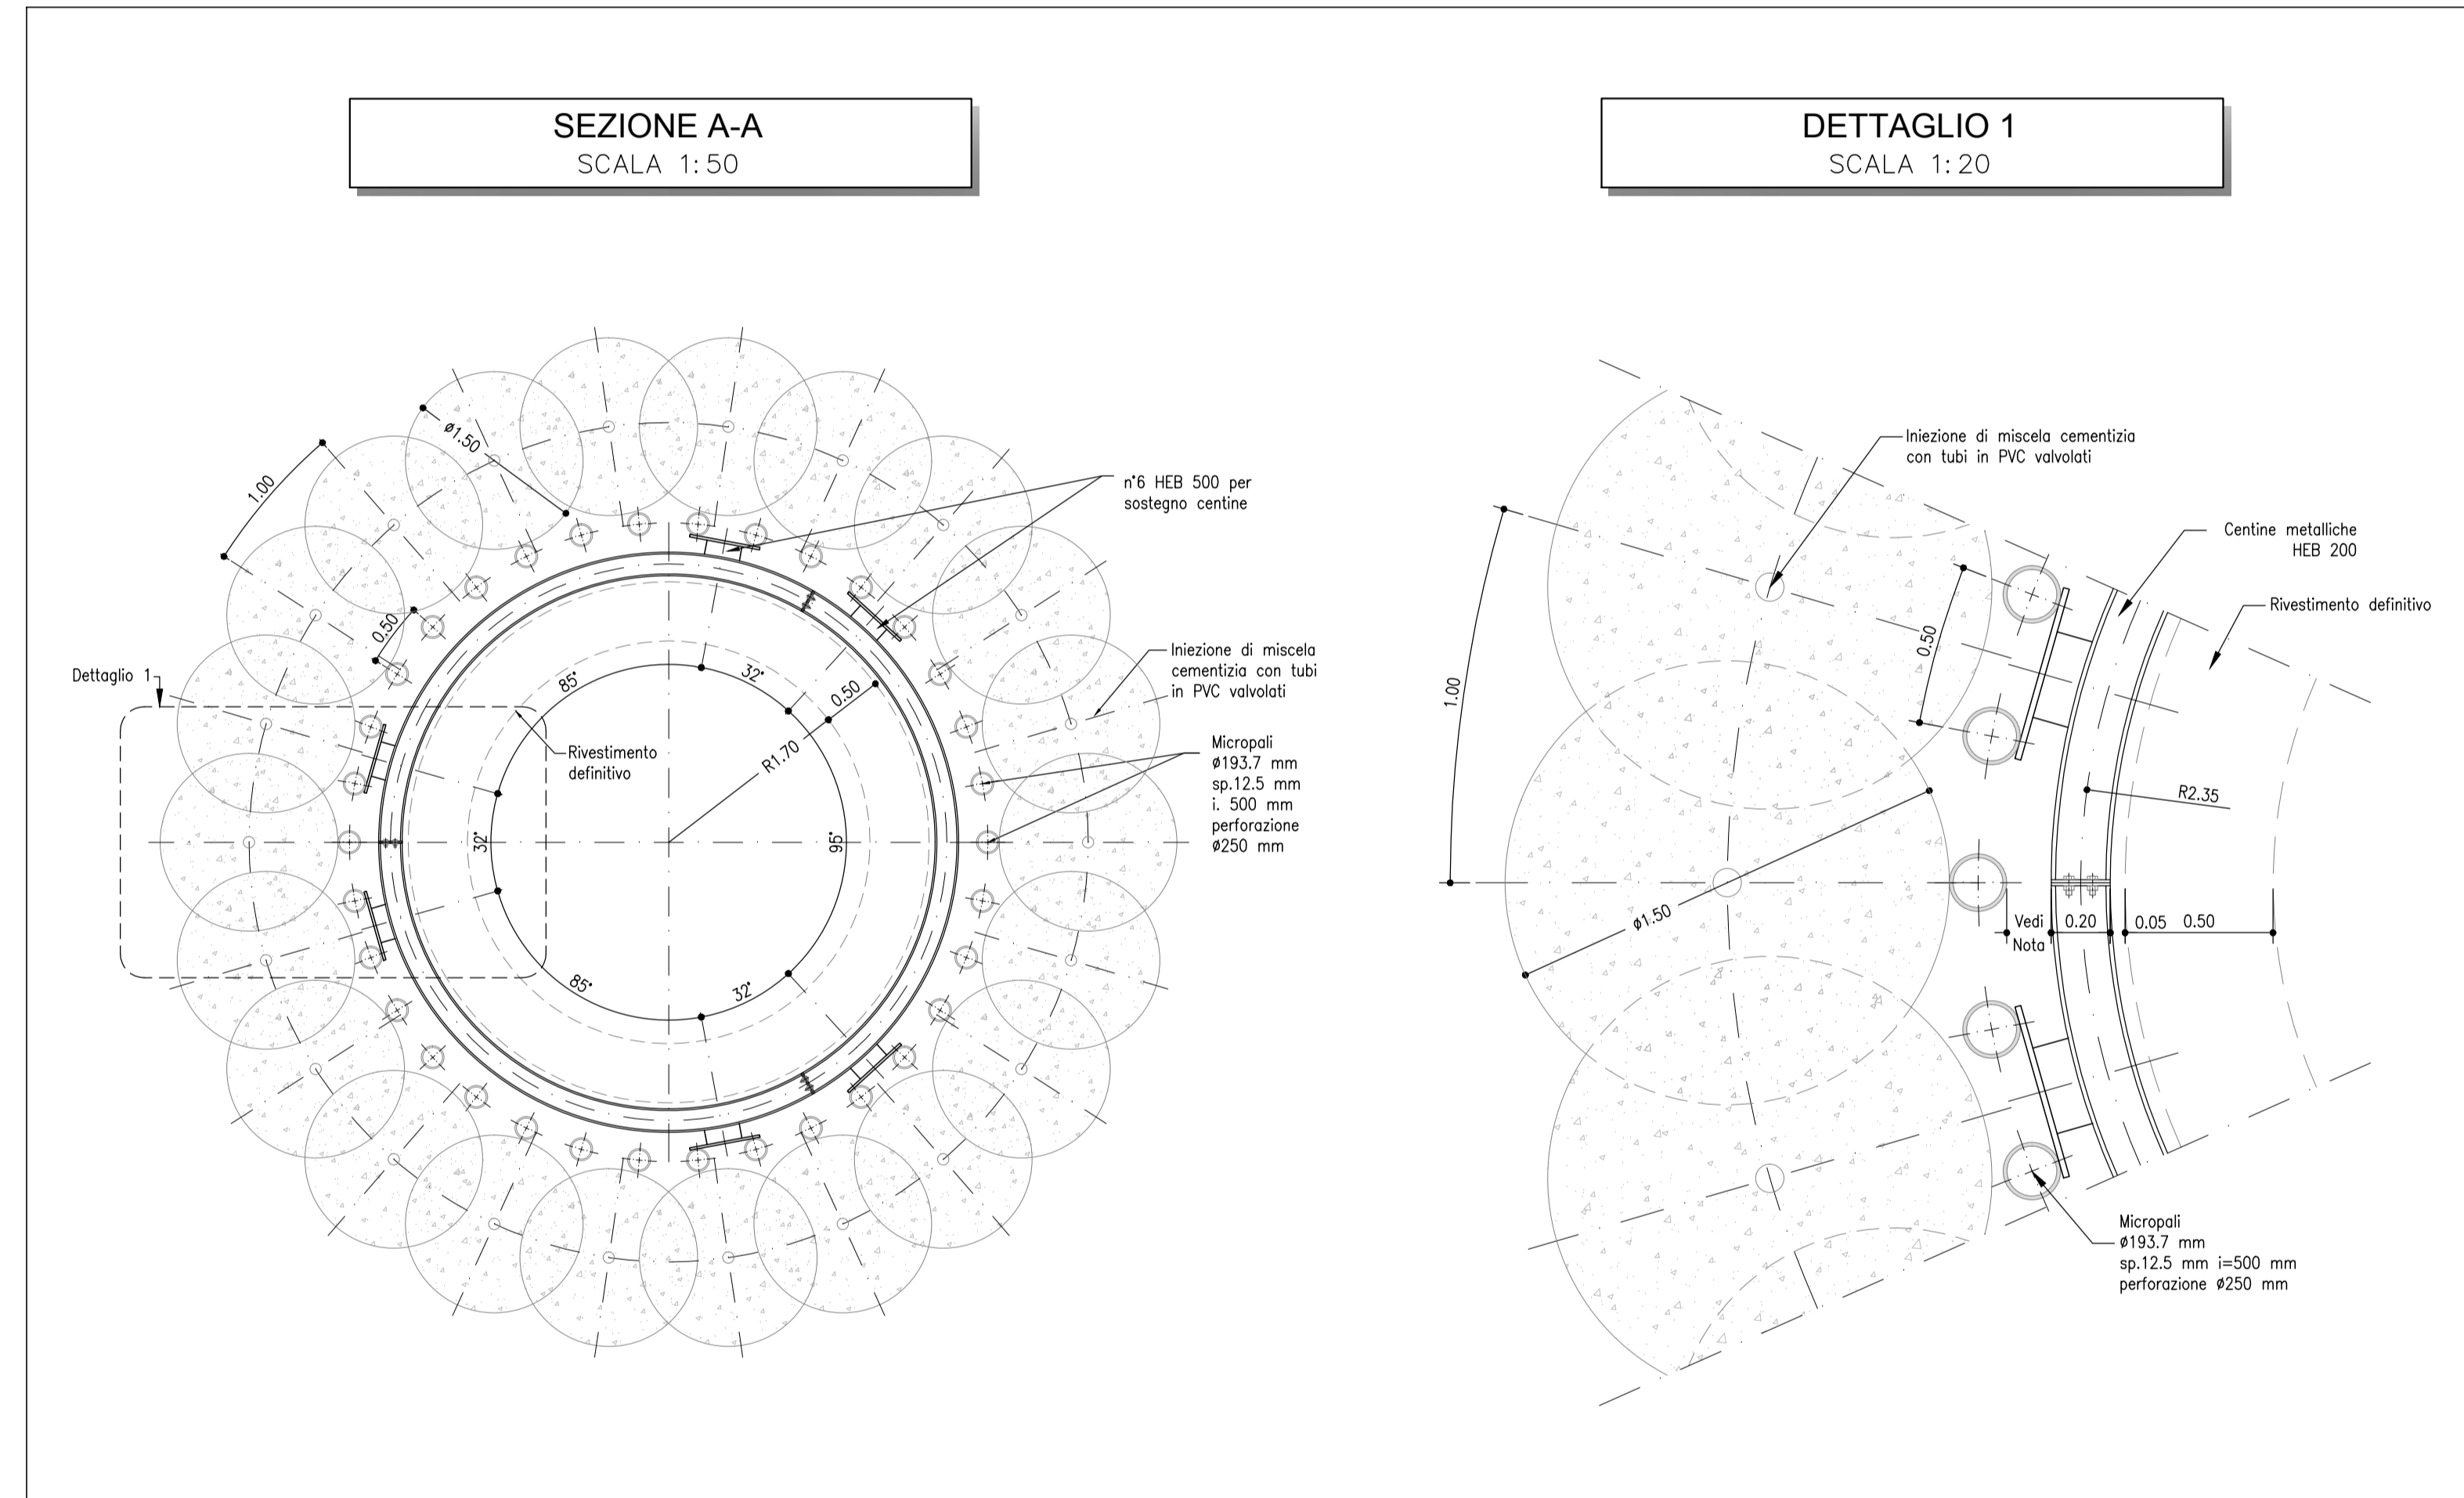 SEZIONE A-A
SCALA 1:50
ø1.50
1.00
0.50
n°6 HEB 500 per
sostegno centine
Dettaglio 1
85°
32°
0.50
Iniezione di miscela
cementizia con tubi
in PVC valvolati
Rivestimento
definitivo
R1.70
Micropali
ø193.7 mm
sp.12.5 mm
i. 500 mm
perforazione
ø250 mm
32°
95°
85°
32°
DETTAGLIO 1
SCALA 1:20
Iniezione di miscela cementizia
con tubi in PVC valvolati
Centine metalliche
HEB 200
Rivestimento definitivo
0.50
1.00
R2.35
ø1.50
Vedi
Nota
0.20
0.05
0.50
Micropali
ø193.7 mm
sp.12.5 mm i=500 mm
perforazione ø250 mm